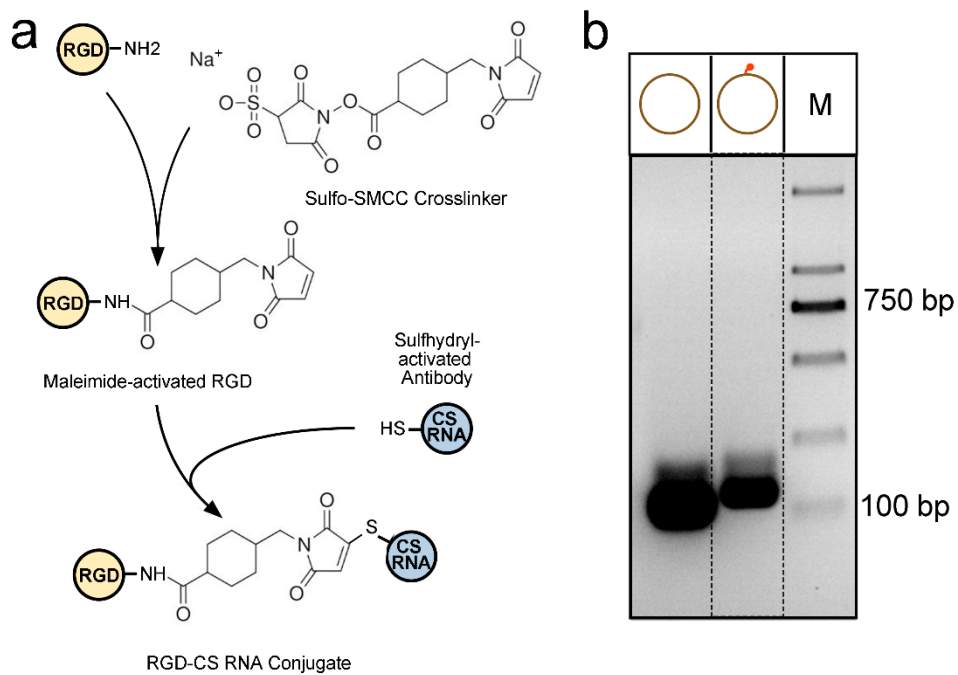 a
RGD
NH2
Na+
O
O
S
O
O
N
O
O
O
N
O
O
Sulfo-SMCC Crosslinker
RGD
NH
O
N
O
O
Maleimide-activated RGD
Sulfhydryl-
activated
Antibody
HS
CS
RNA
RGD
NH
O
N
O
O
S
CS
RNA
RGD-CS RNA Conjugate
b
M
750 bp
100 bp